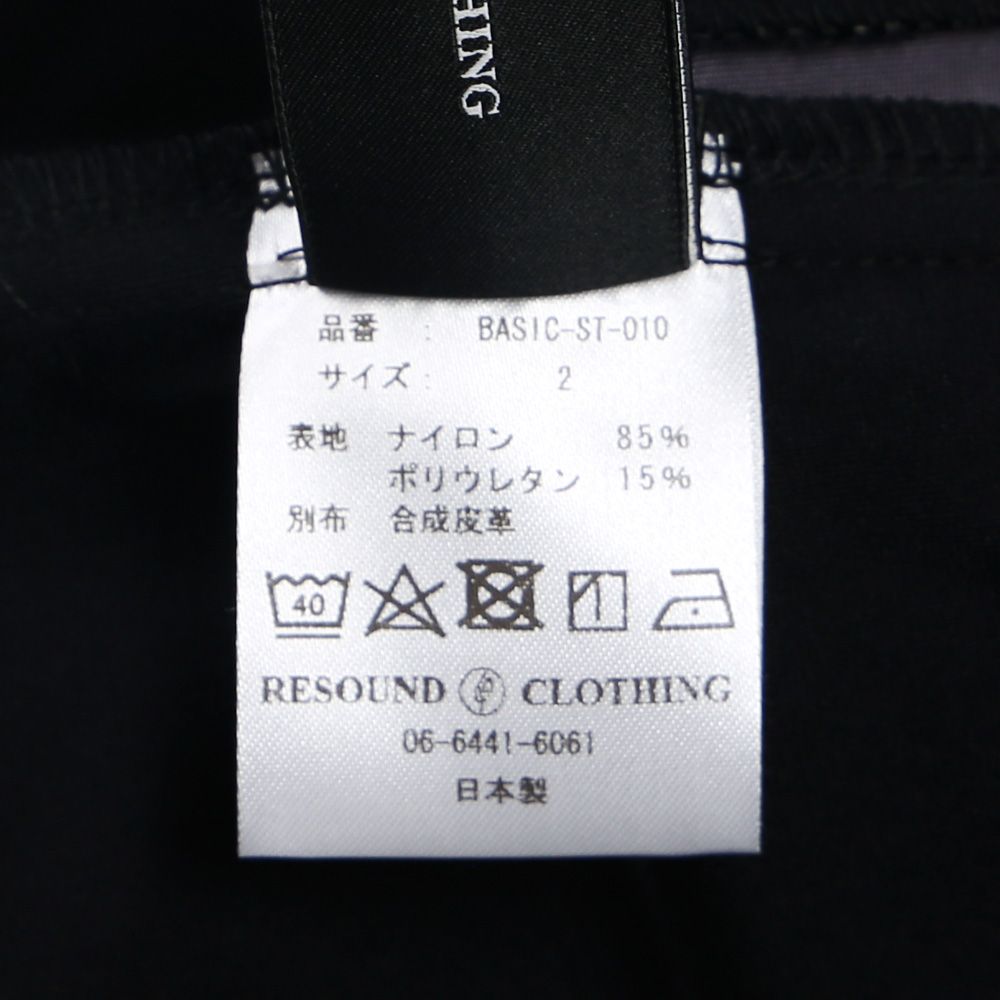 HING
品番 : BASIC-ST-010
サイズ : 2
表地 ナイロン 85%
ポリウレタン 15%
別布 合成皮革
40
RESOUND CLOTHING
06-6441-6061
日本製